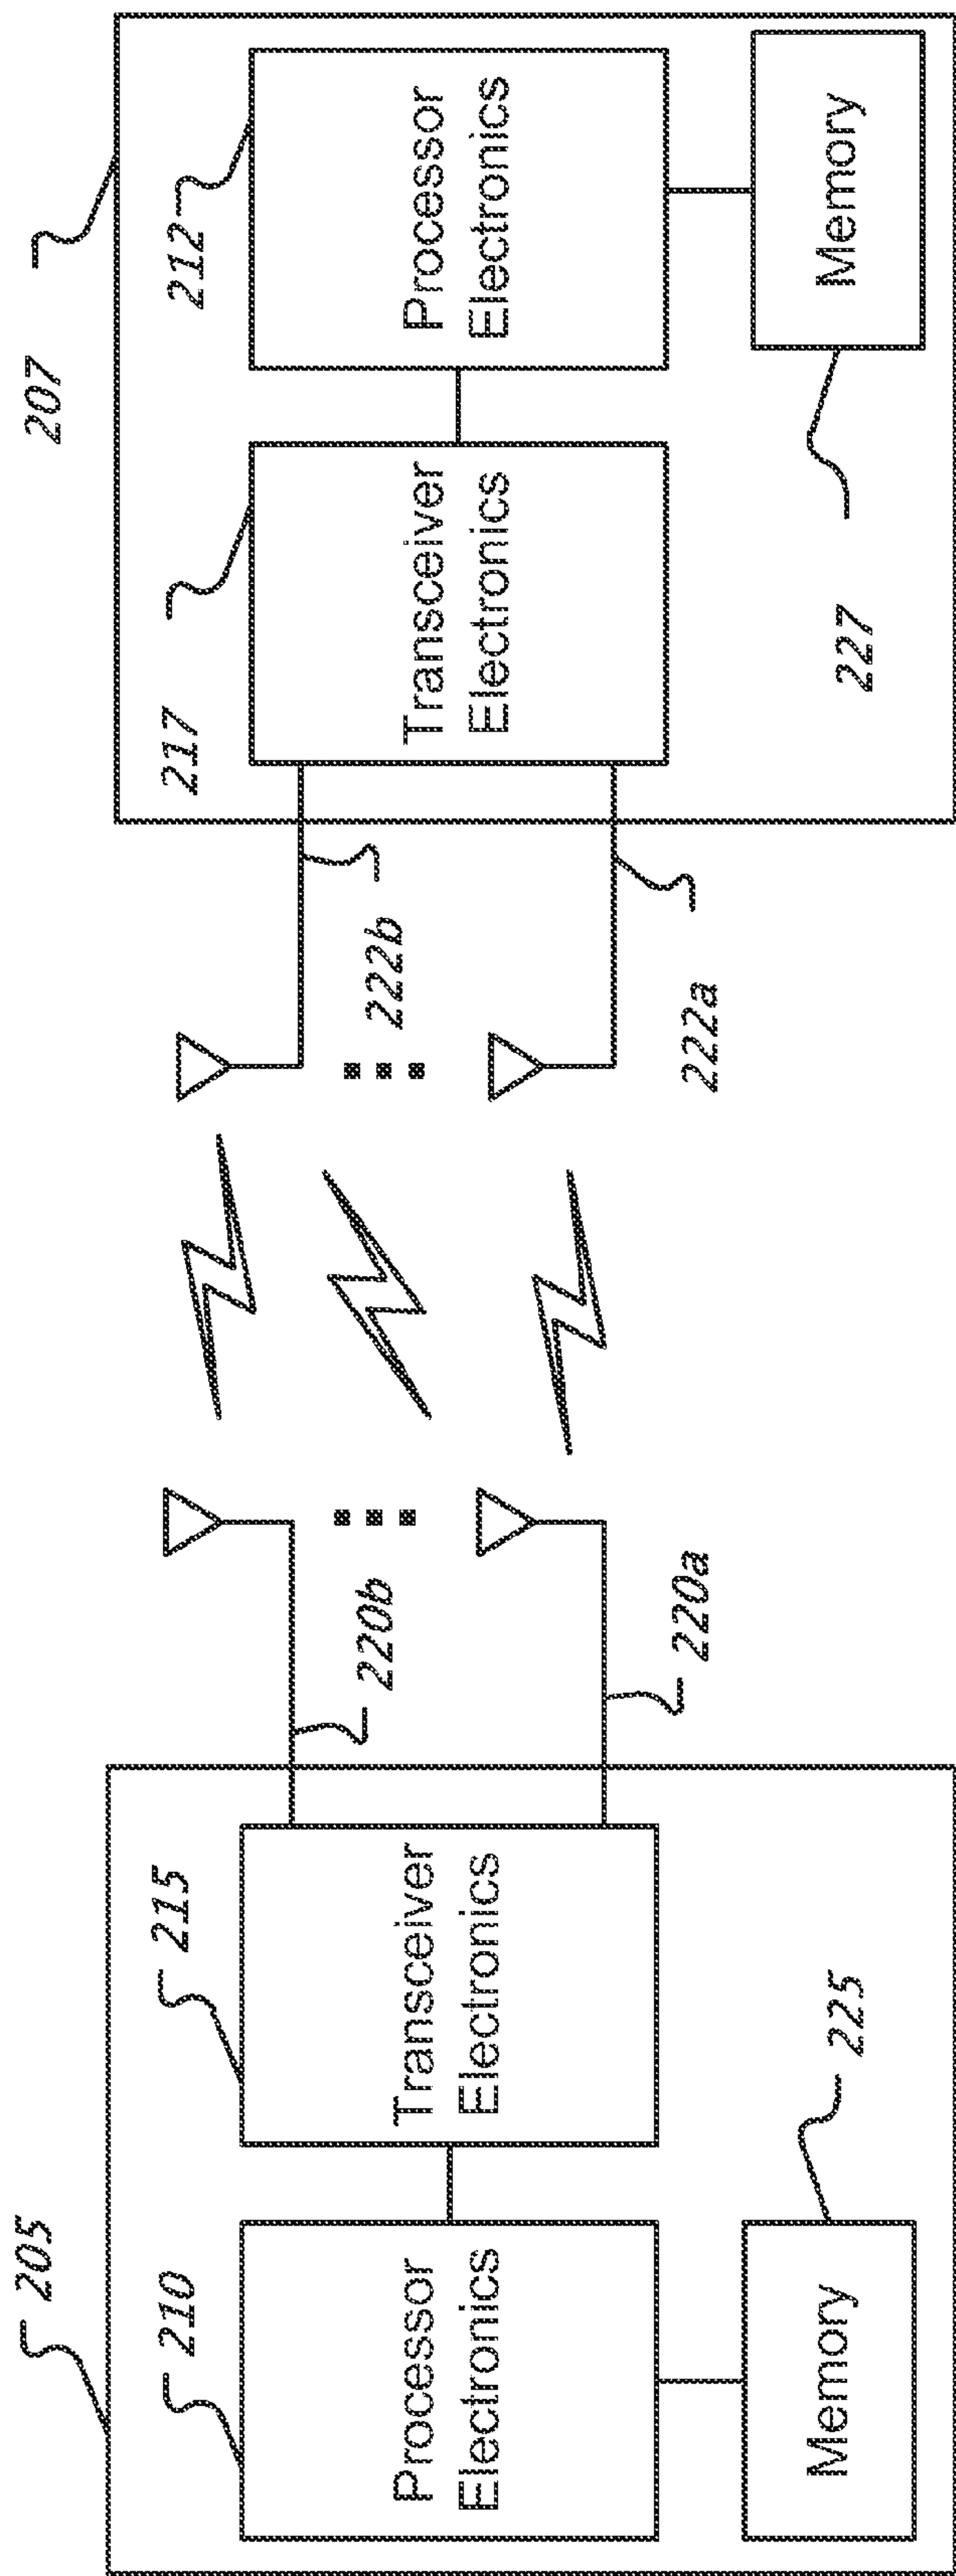 205
207
210
Processor
Electronics
215
Transceiver
Electronics
220b
220a
222b
222a
217
Transceiver
Electronics
212
Processor
Electronics
Memory
225
227
Memory